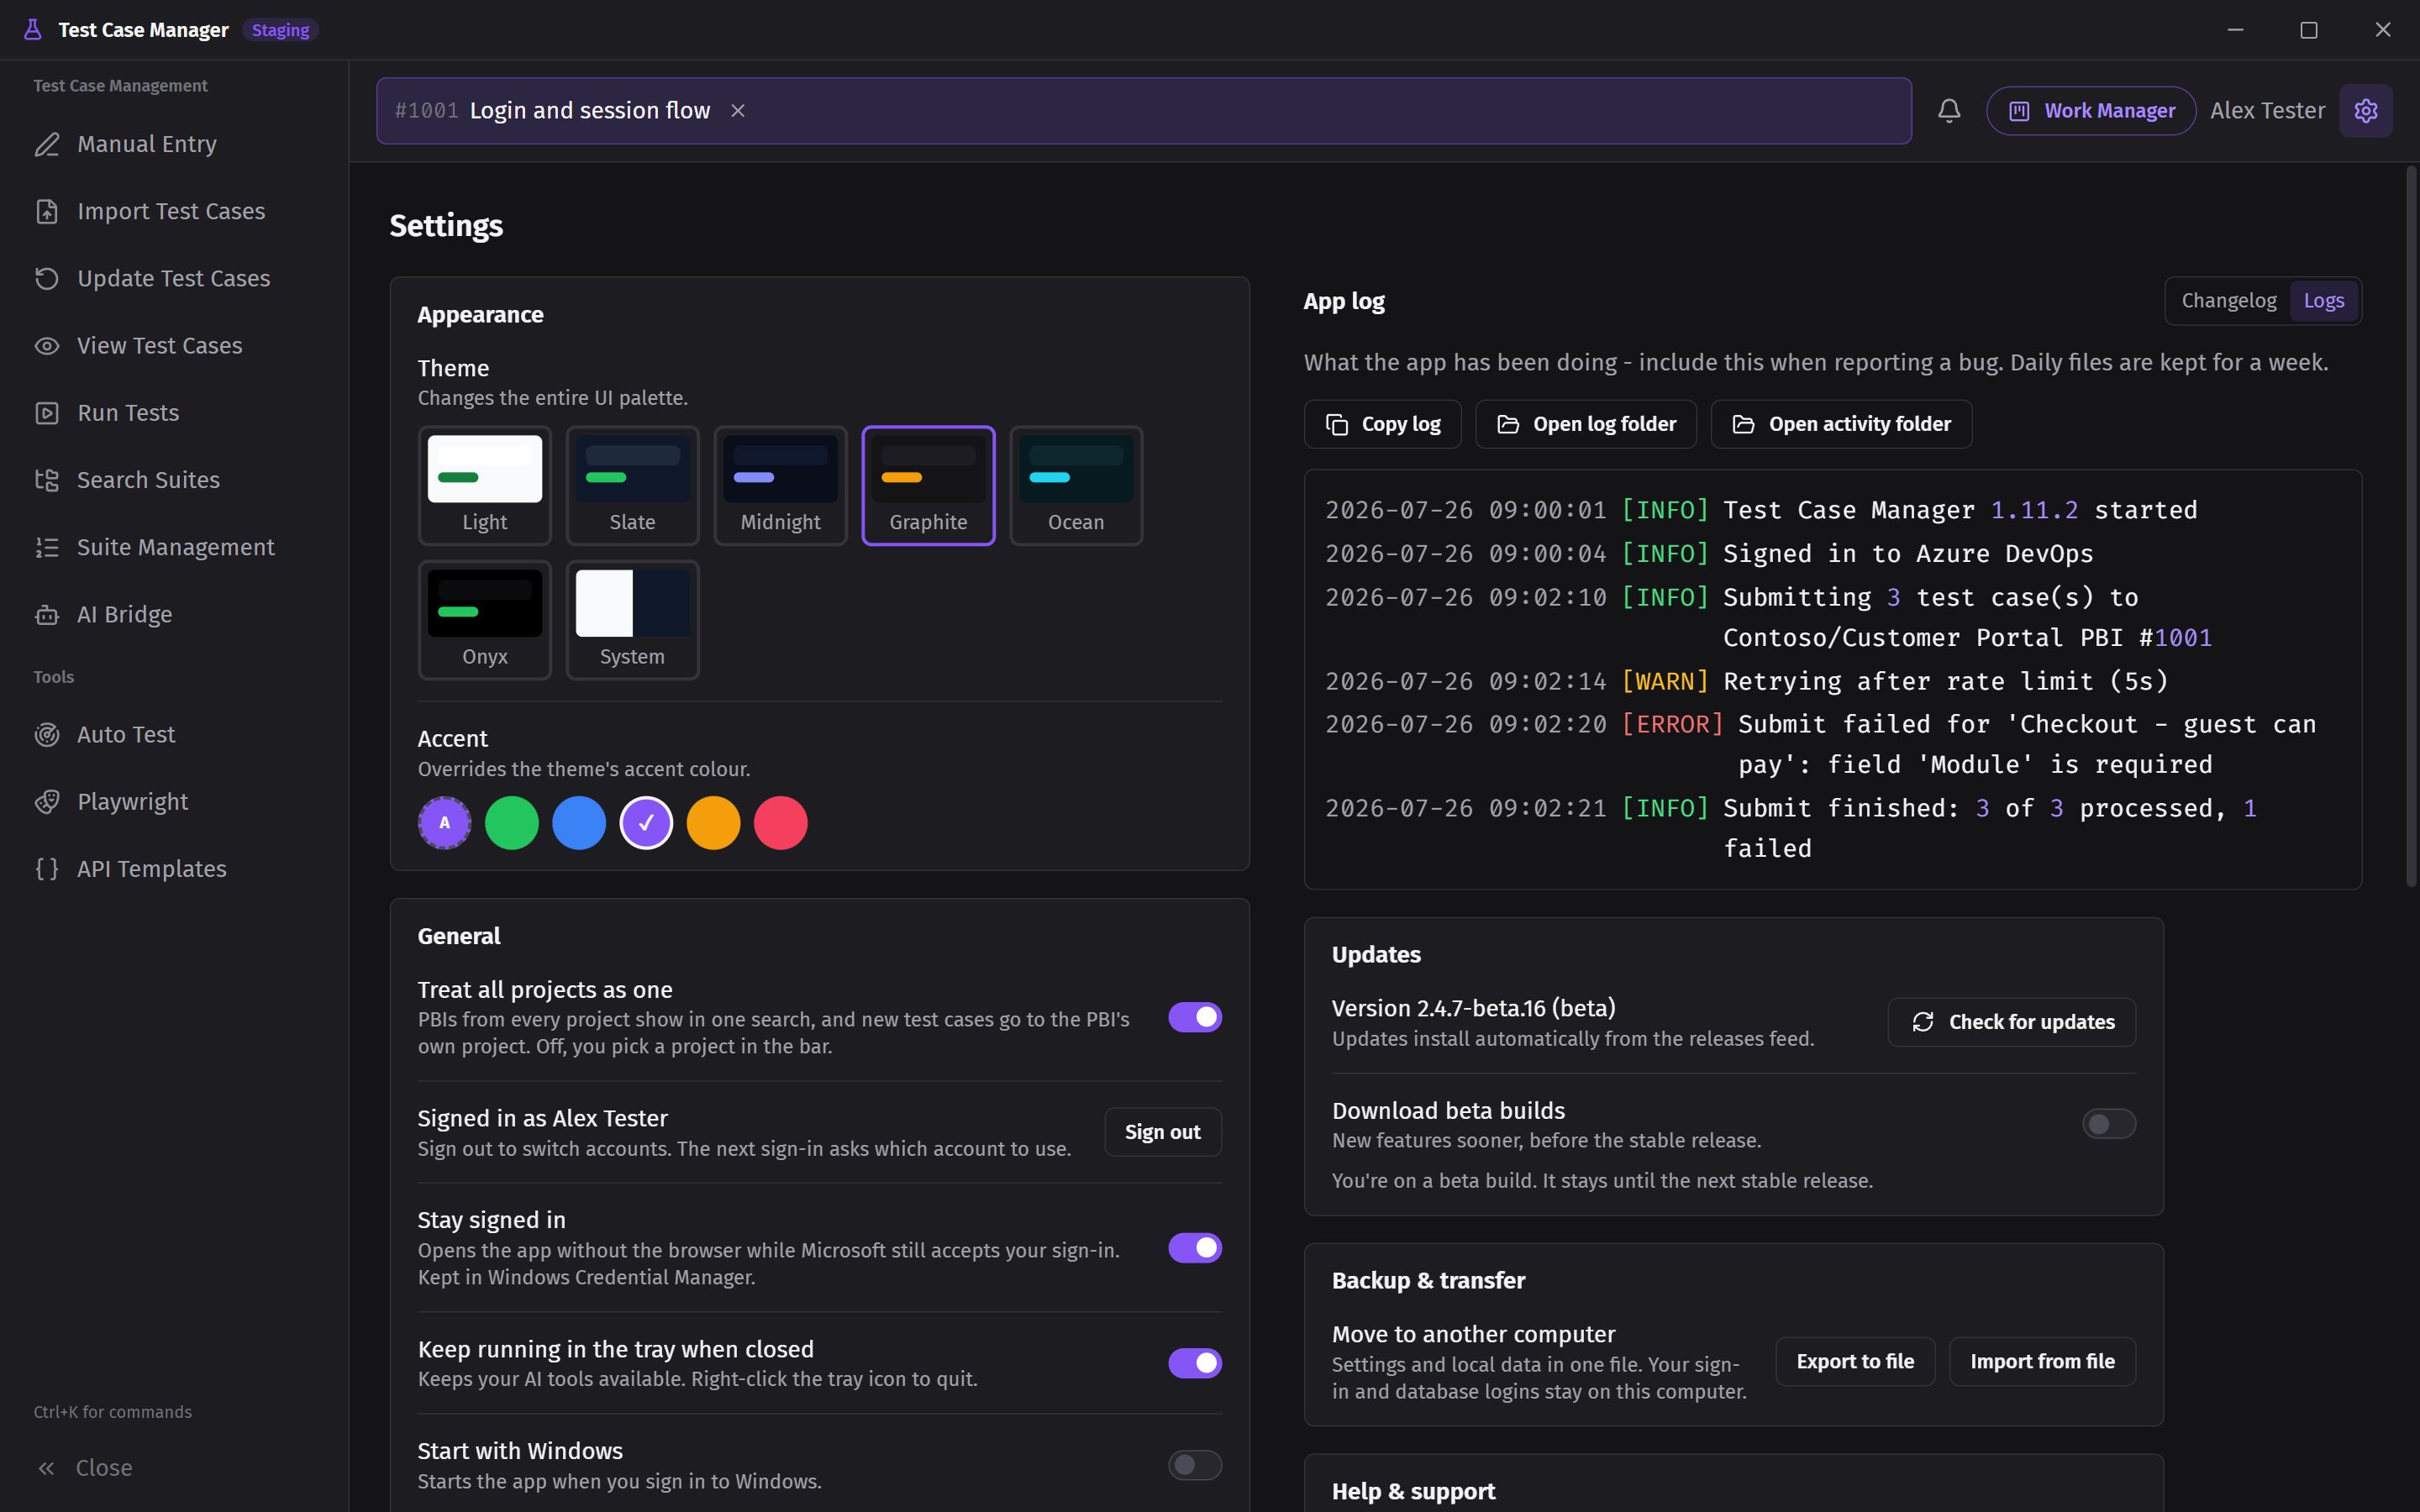 Test Case Manager Staging
Test Case Management
Manual Entry
Import Test Cases
Update Test Cases
View Test Cases
Run Tests
Search Suites
Suite Management
AI Bridge
Tools
Auto Test
Playwright
API Templates
Ctrl+K for commands
Close
#1001 Login and session flow
Work Manager
Alex Tester
Settings
Appearance
Theme
Changes the entire UI palette.
Light
Slate
Midnight
Graphite
Ocean
Onyx
System
Accent
Overrides the theme's accent colour.
A
General
Treat all projects as one
PBIs from every project show in one search, and new test cases go to the PBI's
own project. Off, you pick a project in the bar.
Signed in as Alex Tester
Sign out to switch accounts. The next sign-in asks which account to use.
Sign out
Stay signed in
Opens the app without the browser while Microsoft still accepts your sign-in.
Kept in Windows Credential Manager.
Keep running in the tray when closed
Keeps your AI tools available. Right-click the tray icon to quit.
Start with Windows
Starts the app when you sign in to Windows.
App log
Changelog
Logs
What the app has been doing - include this when reporting a bug. Daily files are kept for a week.
Copy log
Open log folder
Open activity folder
2026-07-26 09:00:01 [INFO] Test Case Manager 1.11.2 started
2026-07-26 09:00:04 [INFO] Signed in to Azure DevOps
2026-07-26 09:02:10 [INFO] Submitting 3 test case(s) to
Contoso/Customer Portal PBI #1001
2026-07-26 09:02:14 [WARN] Retrying after rate limit (5s)
2026-07-26 09:02:20 [ERROR] Submit failed for 'Checkout - guest can
pay': field 'Module' is required
2026-07-26 09:02:21 [INFO] Submit finished: 3 of 3 processed, 1
failed
Updates
Version 2.4.7-beta.16 (beta)
Updates install automatically from the releases feed.
Check for updates
Download beta builds
New features sooner, before the stable release.
You're on a beta build. It stays until the next stable release.
Backup & transfer
Move to another computer
Settings and local data in one file. Your sign-
in and database logins stay on this computer.
Export to file
Import from file
Help & support